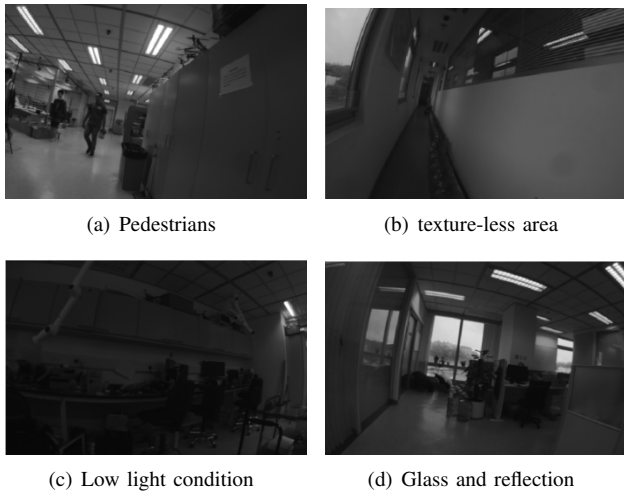 (a) Pedestrians
(b) texture-less area
(c) Low light condition
(d) Glass and reflection